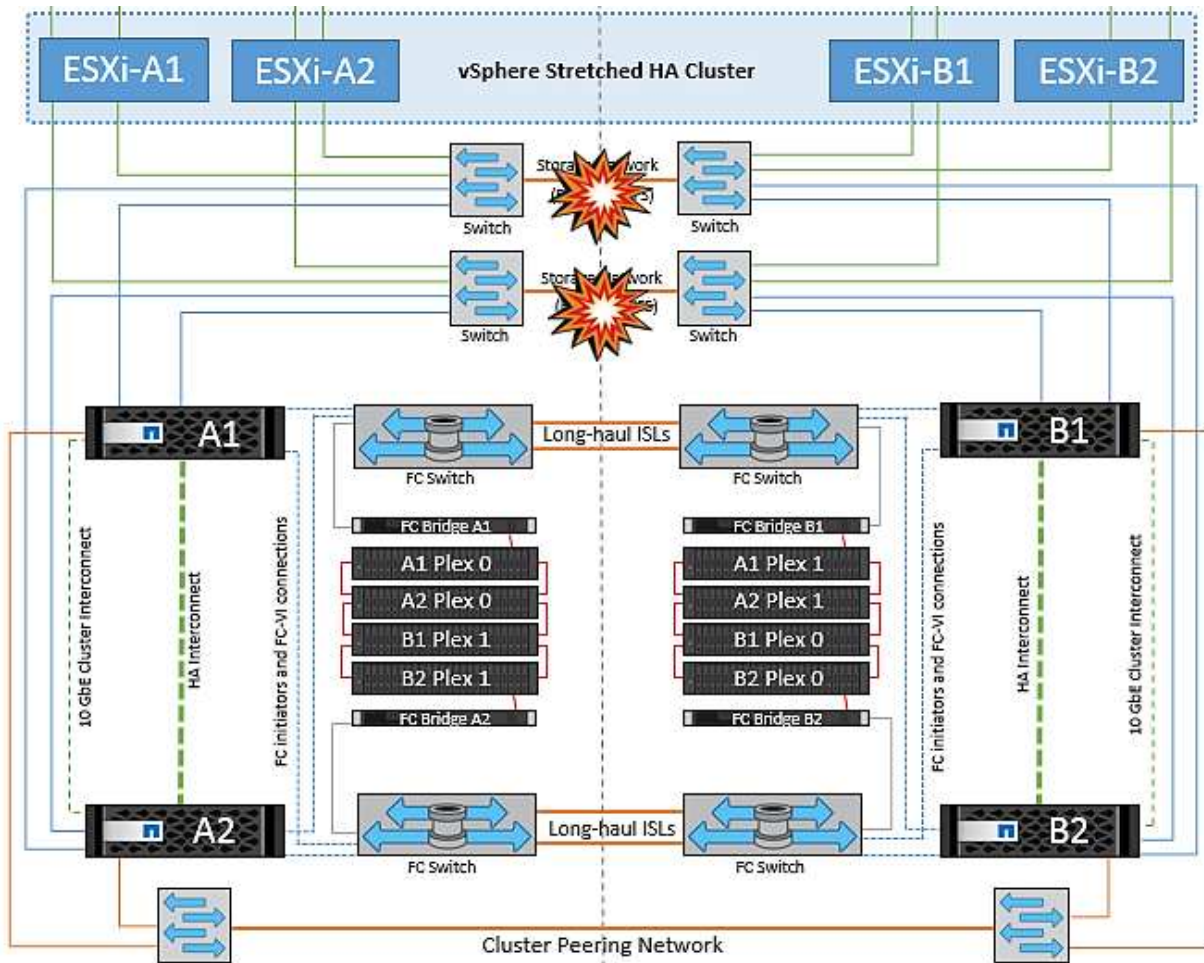 ESXi-A1
ESXi-A2
vSphere Stretched HA Cluster
ESXi-B1
ESXi-B2
Switch
Switch
Switch
Switch
A1
B1
Long-haul ISLs
FC Switch
FC Switch
10 GbE Cluster Interconnect
HA Interconnect
FC initiators and FC-VI connections
FC Bridge A1
A1 Plex 0
A2 Plex 0
B1 Plex 1
B2 Plex 1
FC Bridge A2
FC Bridge B1
A1 Plex 1
A2 Plex 1
B1 Plex 0
B2 Plex 0
FC Bridge B2
FC initiators and FC-VI connections
HA Interconnect
10 GbE Cluster Interconnect
A2
B2
Long-haul ISLs
FC Switch
FC Switch
Cluster Peering Network